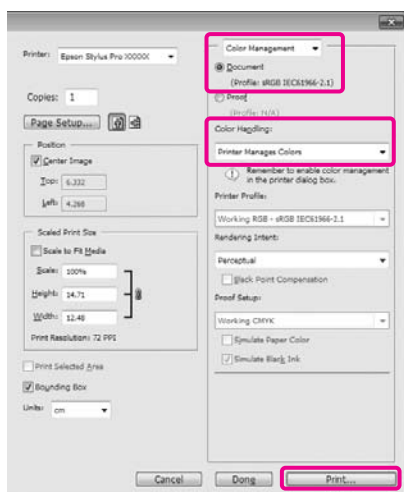 Printer: Epson Stylus Pro XXXXX
Copies: 1
Page Setup...
Position
Center Image
Top: 6.332
Left: 4.268
Scaled Print Size
Scale to Fit Media
Scale: 100%
Height: 14.71
Width: 12.48
Print Resolution: 72 PPI
Print Selected Area
Bounding Box
Units: cm
Color Management
Document
(Profile: sRGB IEC61966-2.1)
Proof
(Profile: N/A)
Color Handling:
Printer Manages Colors
Remember to enable color management
in the printer dialog box.
Printer Profile:
Working RGB - sRGB IEC61966-2.1
Rendering Intent:
Perceptual
Black Point Compensation
Proof Setup:
Working CMYK
Simulate Paper Color
Simulate Black Ink
Cancel
Done
Print...